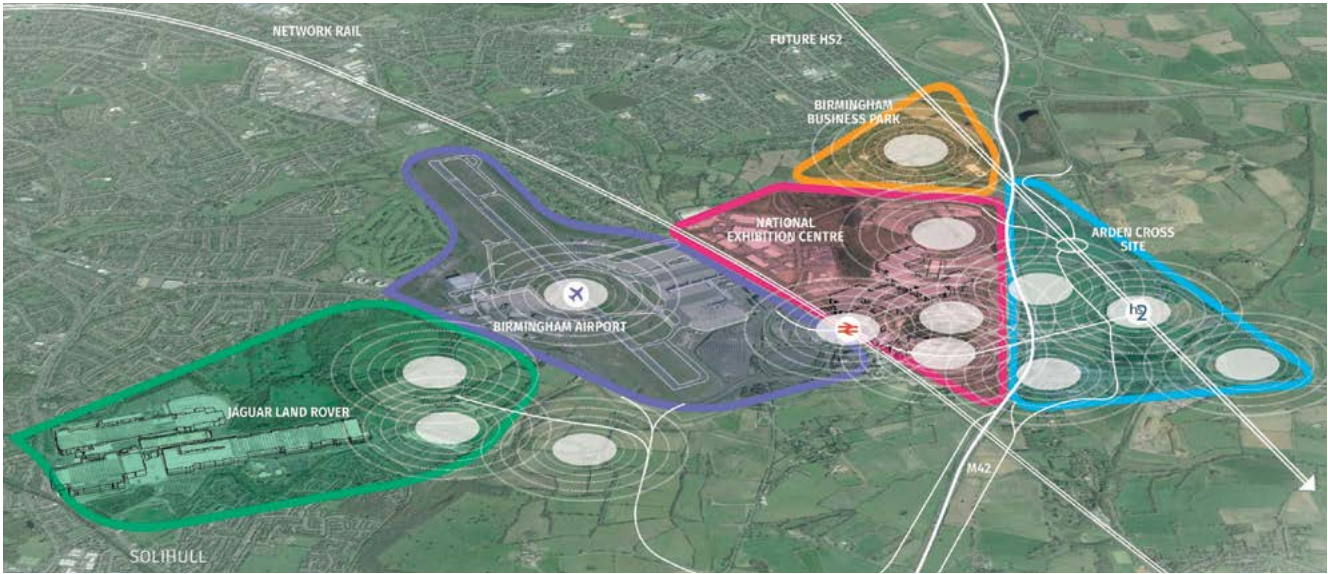 NETWORK RAIL
FUTURE HS2
BIRMINGHAM
BUSINESS PARK
NATIONAL
EXHIBITION CENTRE
ARDEN CROSS
SITE
hs2
BIRMINGHAM AIRPORT
JAGUAR LAND ROVER
M42
SOLIHULL